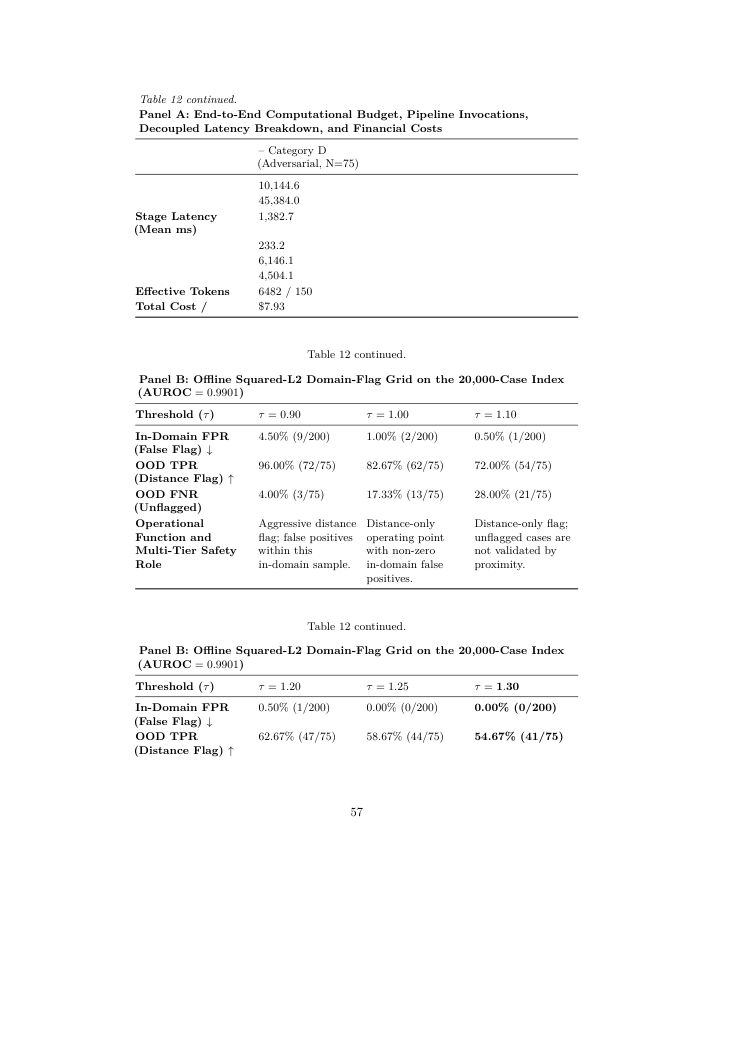 Table 12 continued.
Panel A: End-to-End Computational Budget, Pipeline Invocations,
Decoupled Latency Breakdown, and Financial Costs
– Category D
(Adversarial, N=75)
10,144.6
45,384.0
Stage Latency 1,382.7
(Mean ms)
233.2
6,146.1
4,504.1
Effective Tokens 6482 / 150
Total Cost / $7.93
Table 12 continued.
Panel B: Offline Squared-L2 Domain-Flag Grid on the 20,000-Case Index
(AUROC = 0.9901)
Threshold (τ) τ = 0.90 τ = 1.00 τ = 1.10
In-Domain FPR 4.50% (9/200) 1.00% (2/200) 0.50% (1/200)
(False Flag) ↓
OOD TPR 96.00% (72/75) 82.67% (62/75) 72.00% (54/75)
(Distance Flag) ↑
OOD FNR 4.00% (3/75) 17.33% (13/75) 28.00% (21/75)
(Unflagged)
Operational Aggressive distance Distance-only Distance-only flag;
Function and flag; false positives operating point unflagged cases are
Multi-Tier Safety within this with non-zero not validated by
Role in-domain sample. in-domain false proximity.
positives.
Table 12 continued.
Panel B: Offline Squared-L2 Domain-Flag Grid on the 20,000-Case Index
(AUROC = 0.9901)
Threshold (τ) τ = 1.20 τ = 1.25 τ = 1.30
In-Domain FPR 0.50% (1/200) 0.00% (0/200) 0.00% (0/200)
(False Flag) ↓
OOD TPR 62.67% (47/75) 58.67% (44/75) 54.67% (41/75)
(Distance Flag) ↑
57